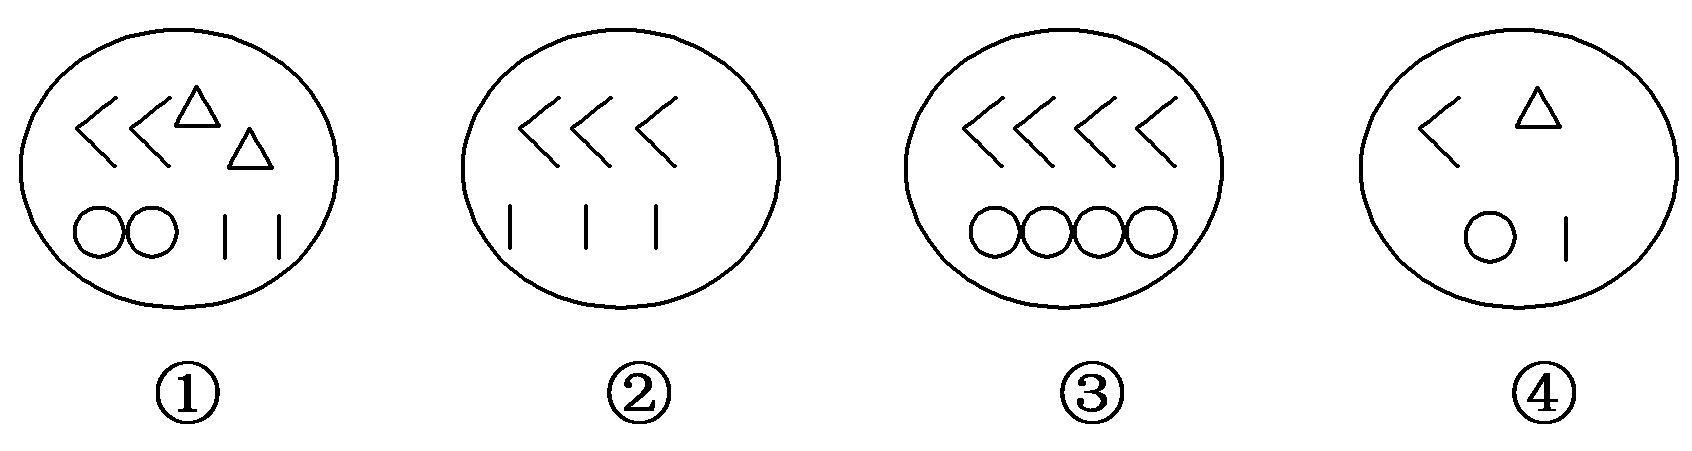 ① ② ③ ④